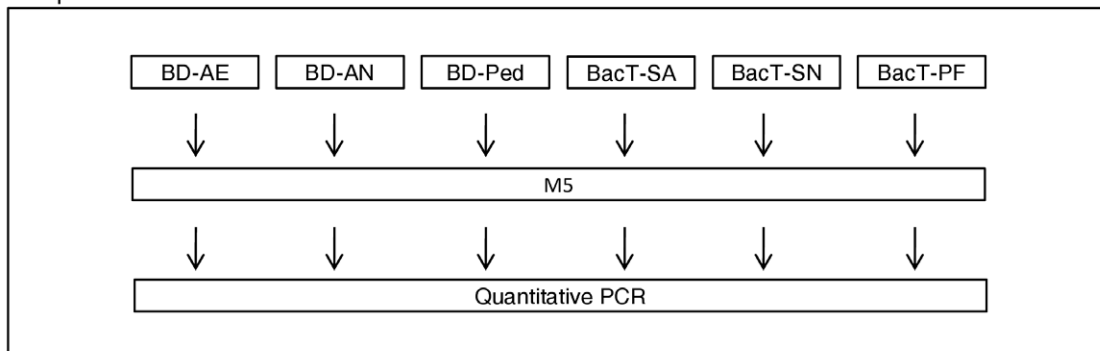 BD-AE BD-AN BD-Ped BacT-SA BacT-SN BacT-PF
M5
Quantitative PCR